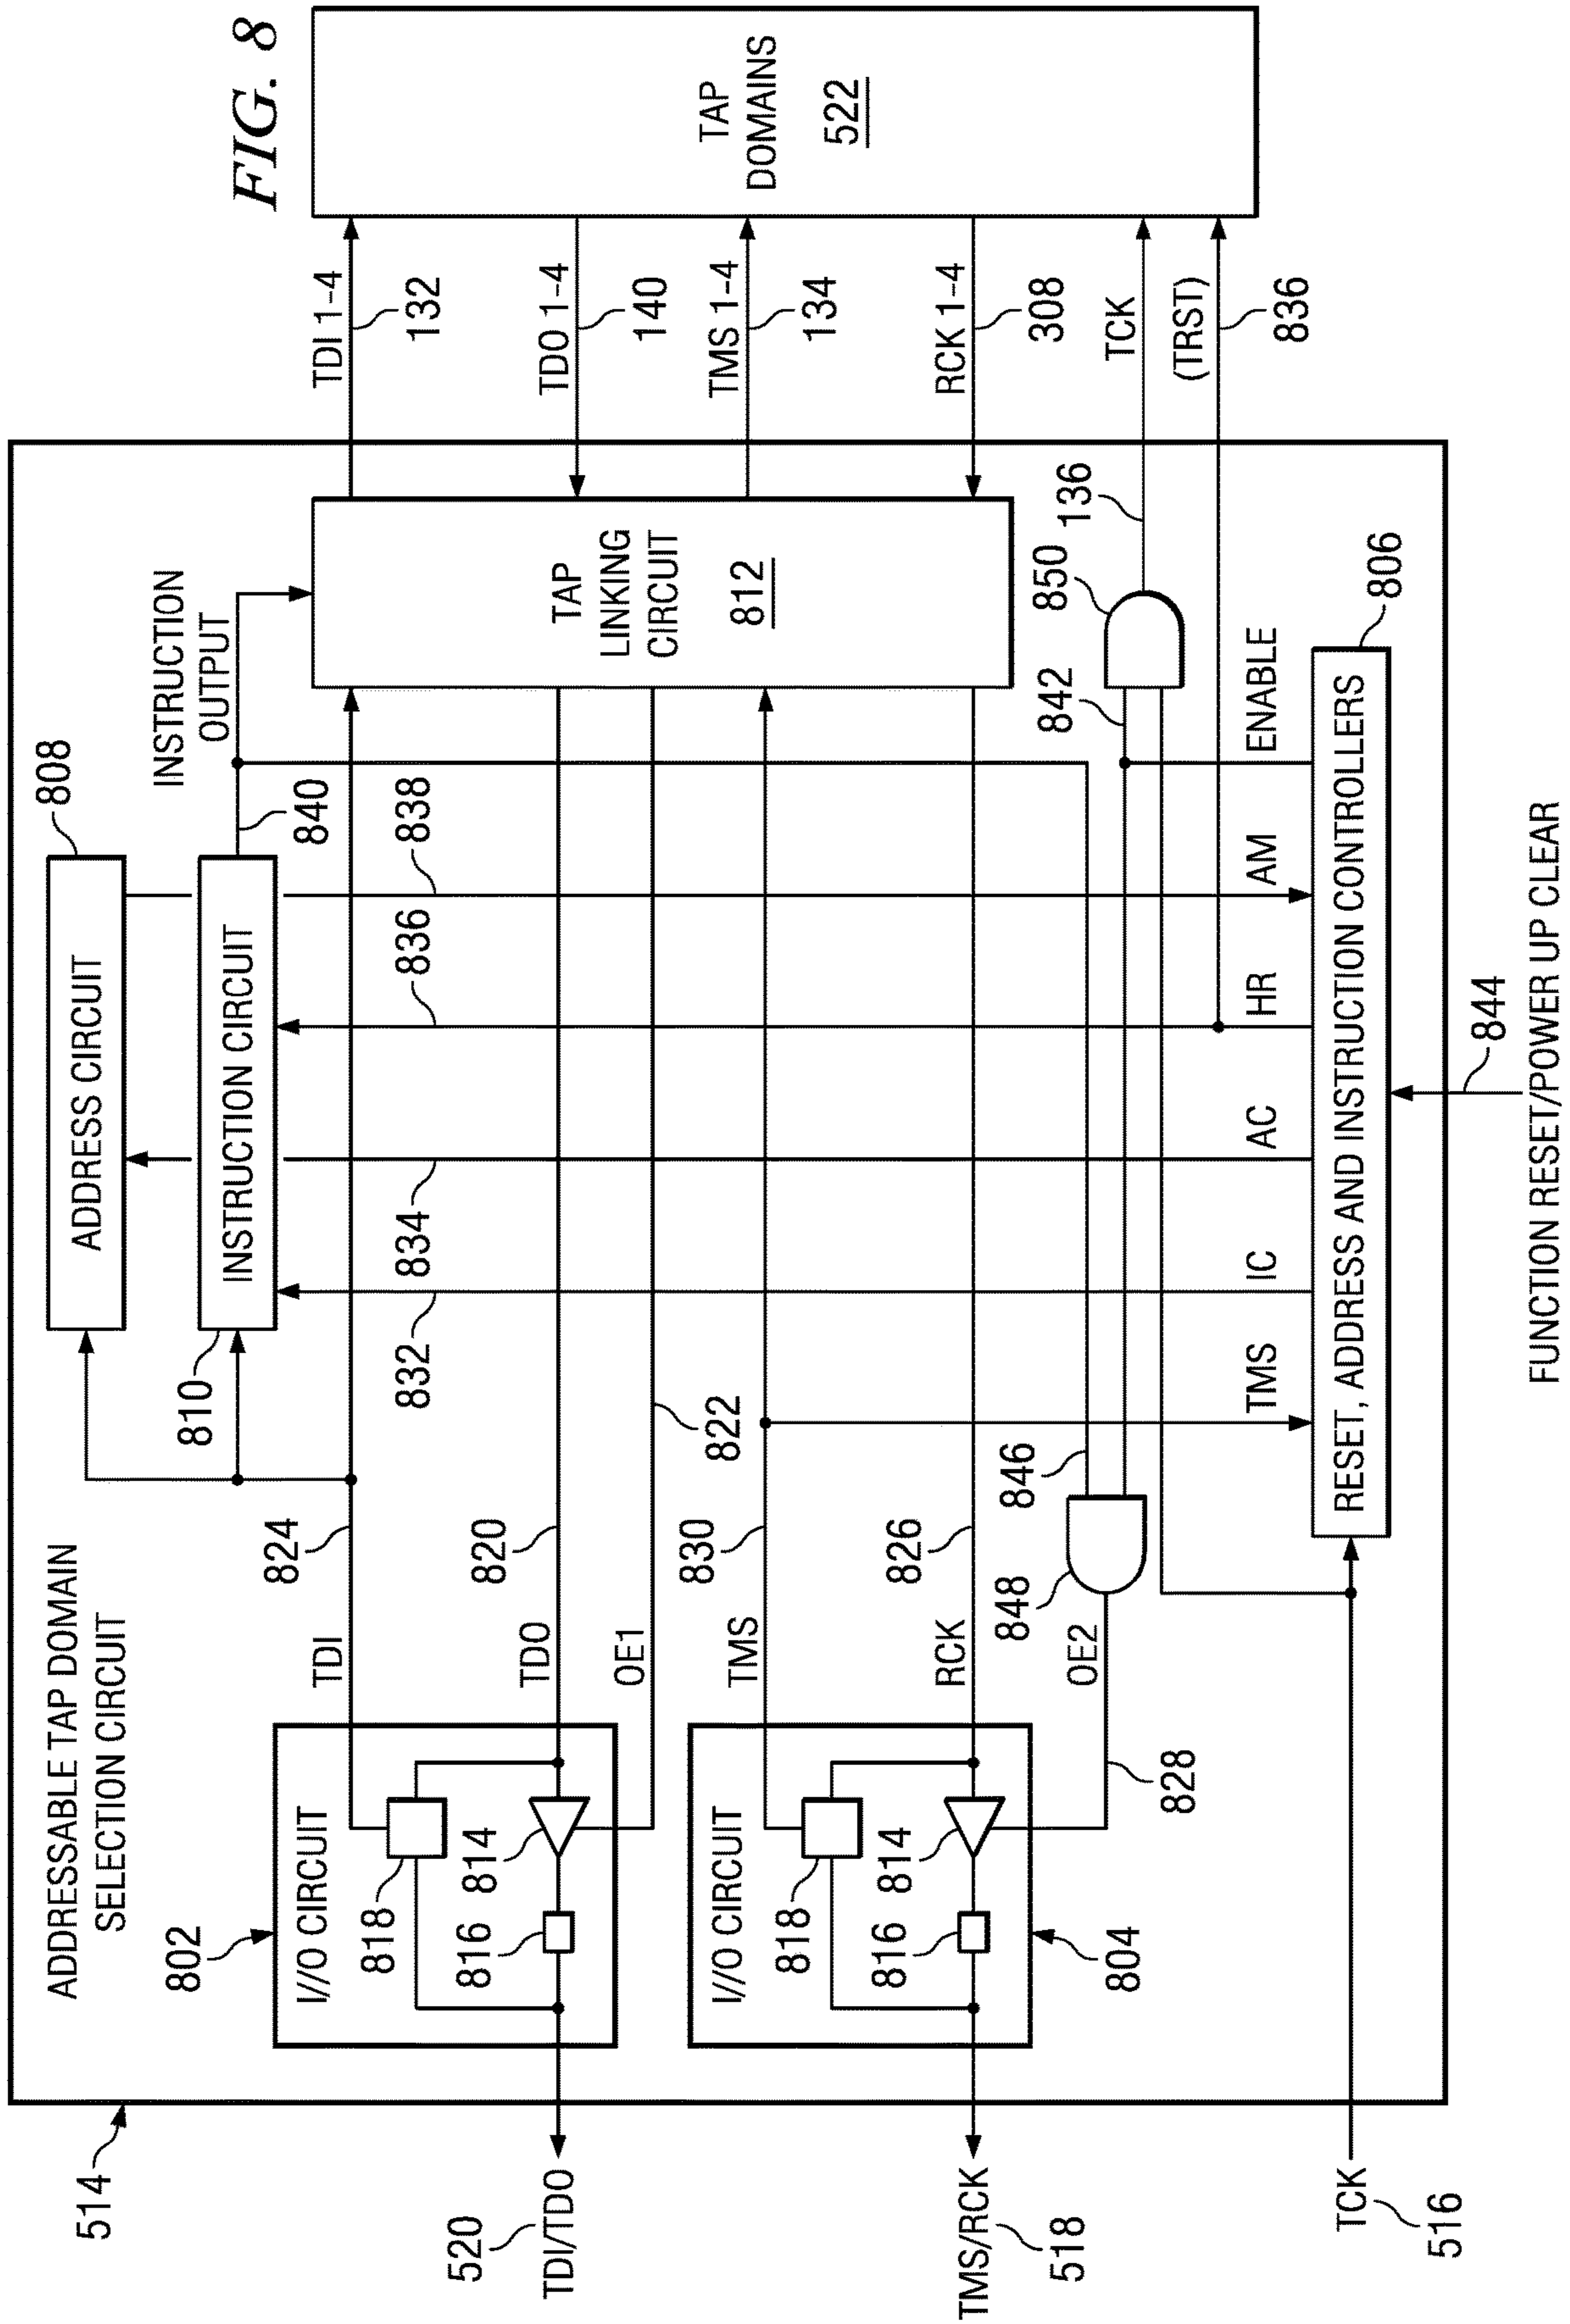 FIG. 8
ADDRESSABLE TAP DOMAIN
SELECTION CIRCUIT
514
808
ADDRESS CIRCUIT
810
INSTRUCTION CIRCUIT
INSTRUCTION
OUTPUT
840
802
I//O CIRCUIT
818
814
816
TDI
824
TDO
820
OE1
822
832
834
836
838
TAP
LINKING
CIRCUIT
812
TDI 1-4
132
TDO 1-4
140
TMS 1-4
134
RCK 1-4
308
TCK
(TRST)
836
TAP
DOMAINS
522
520
TDI/TDO
I//O CIRCUIT
818
814
816
804
TMS
830
RCK
826
OE2
828
848
846
842
850
136
TMS/RCK
518
TMS
IC
AC
HR
AM
ENABLE
806
RESET, ADDRESS AND INSTRUCTION CONTROLLERS
TCK
516
844
FUNCTION RESET/POWER UP CLEAR